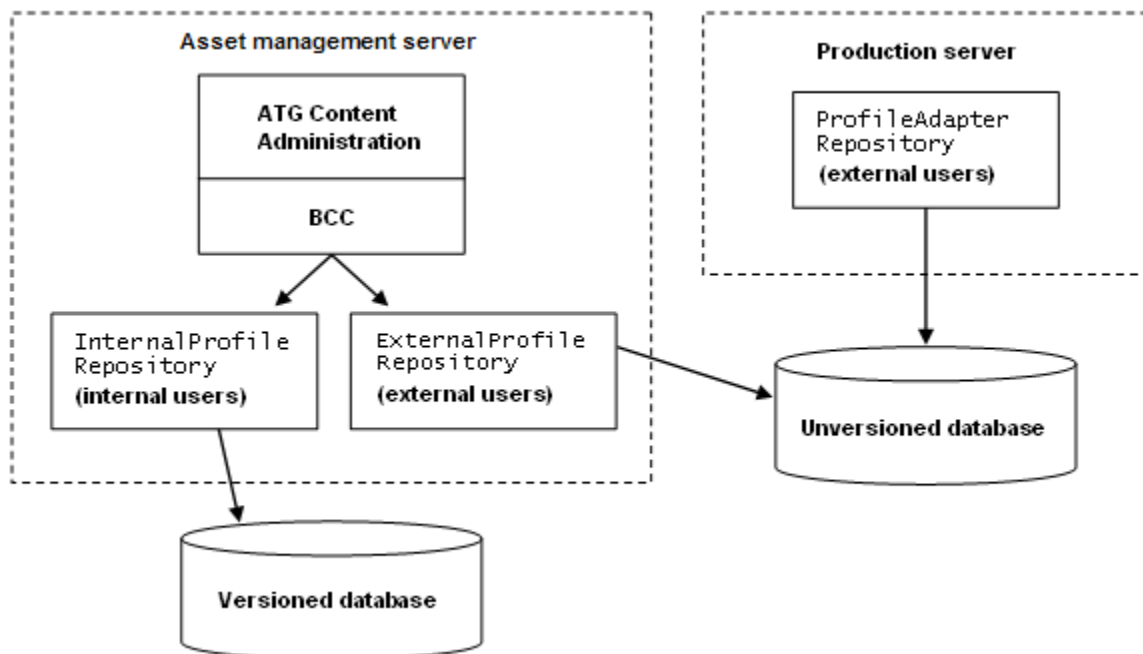 Asset management server
ATG Content
Administration
BCC
InternalProfile
Repository
(internal users)
ExternalProfile
Repository
(external users)
Versioned database
Production server
ProfileAdapter
Repository
(external users)
Unversioned database